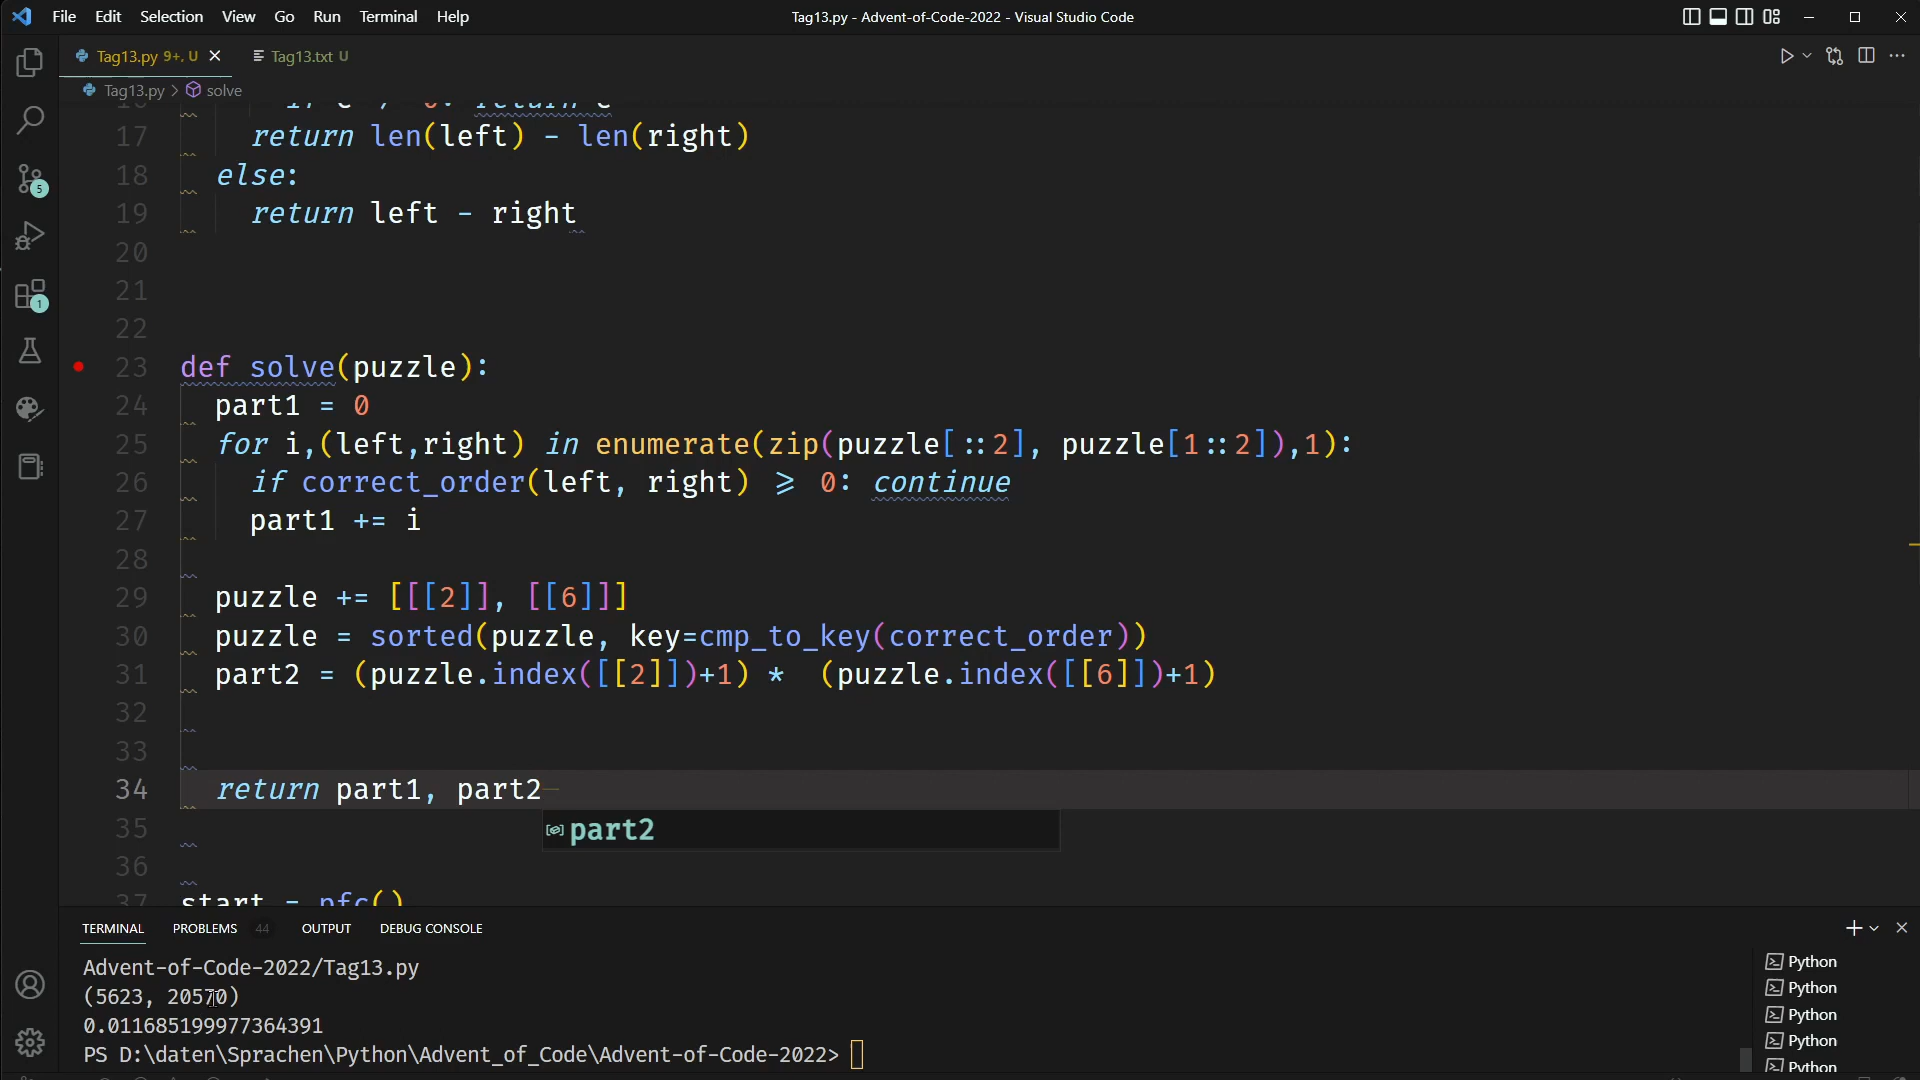 File Edit Selection View Go Run Terminal Help
Tag13.py - Advent-of-Code-2022 - Visual Studio Code
Tag13.py 9+, U Tag13.txt U
Tag13.py > solve
17 return len(left) - len(right)
18 else:
19 return left - right
20
21
22
23 def solve(puzzle):
24 part1 = 0
25 for i,(left,right) in enumerate(zip(puzzle[::2], puzzle[1::2]),1):
26 if correct_order(left, right) >= 0: continue
27 part1 += i
28
29 puzzle += [[[2]], [[6]]]
30 puzzle = sorted(puzzle, key=cmp_to_key(correct_order))
31 part2 = (puzzle.index([[2]])+1) * (puzzle.index([[6]])+1)
32
33
34 return part1, part2
part2
35
36
37 start = pfc()
5
1
TERMINAL PROBLEMS 44 OUTPUT DEBUG CONSOLE
Advent-of-Code-2022/Tag13.py
(5623, 20570)
0.011685199977364391
PS D:\daten\Sprachen\Python\Advent_of_Code\Advent-of-Code-2022>
Python
Python
Python
Python
Python